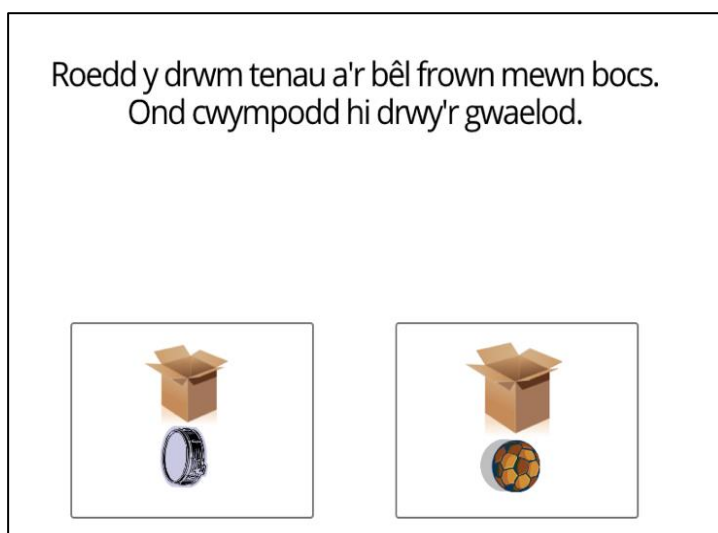 Roedd y drwm tenau a'r bêl frown mewn bocs.
Ond cwympodd hi drwy'r gwaelod.